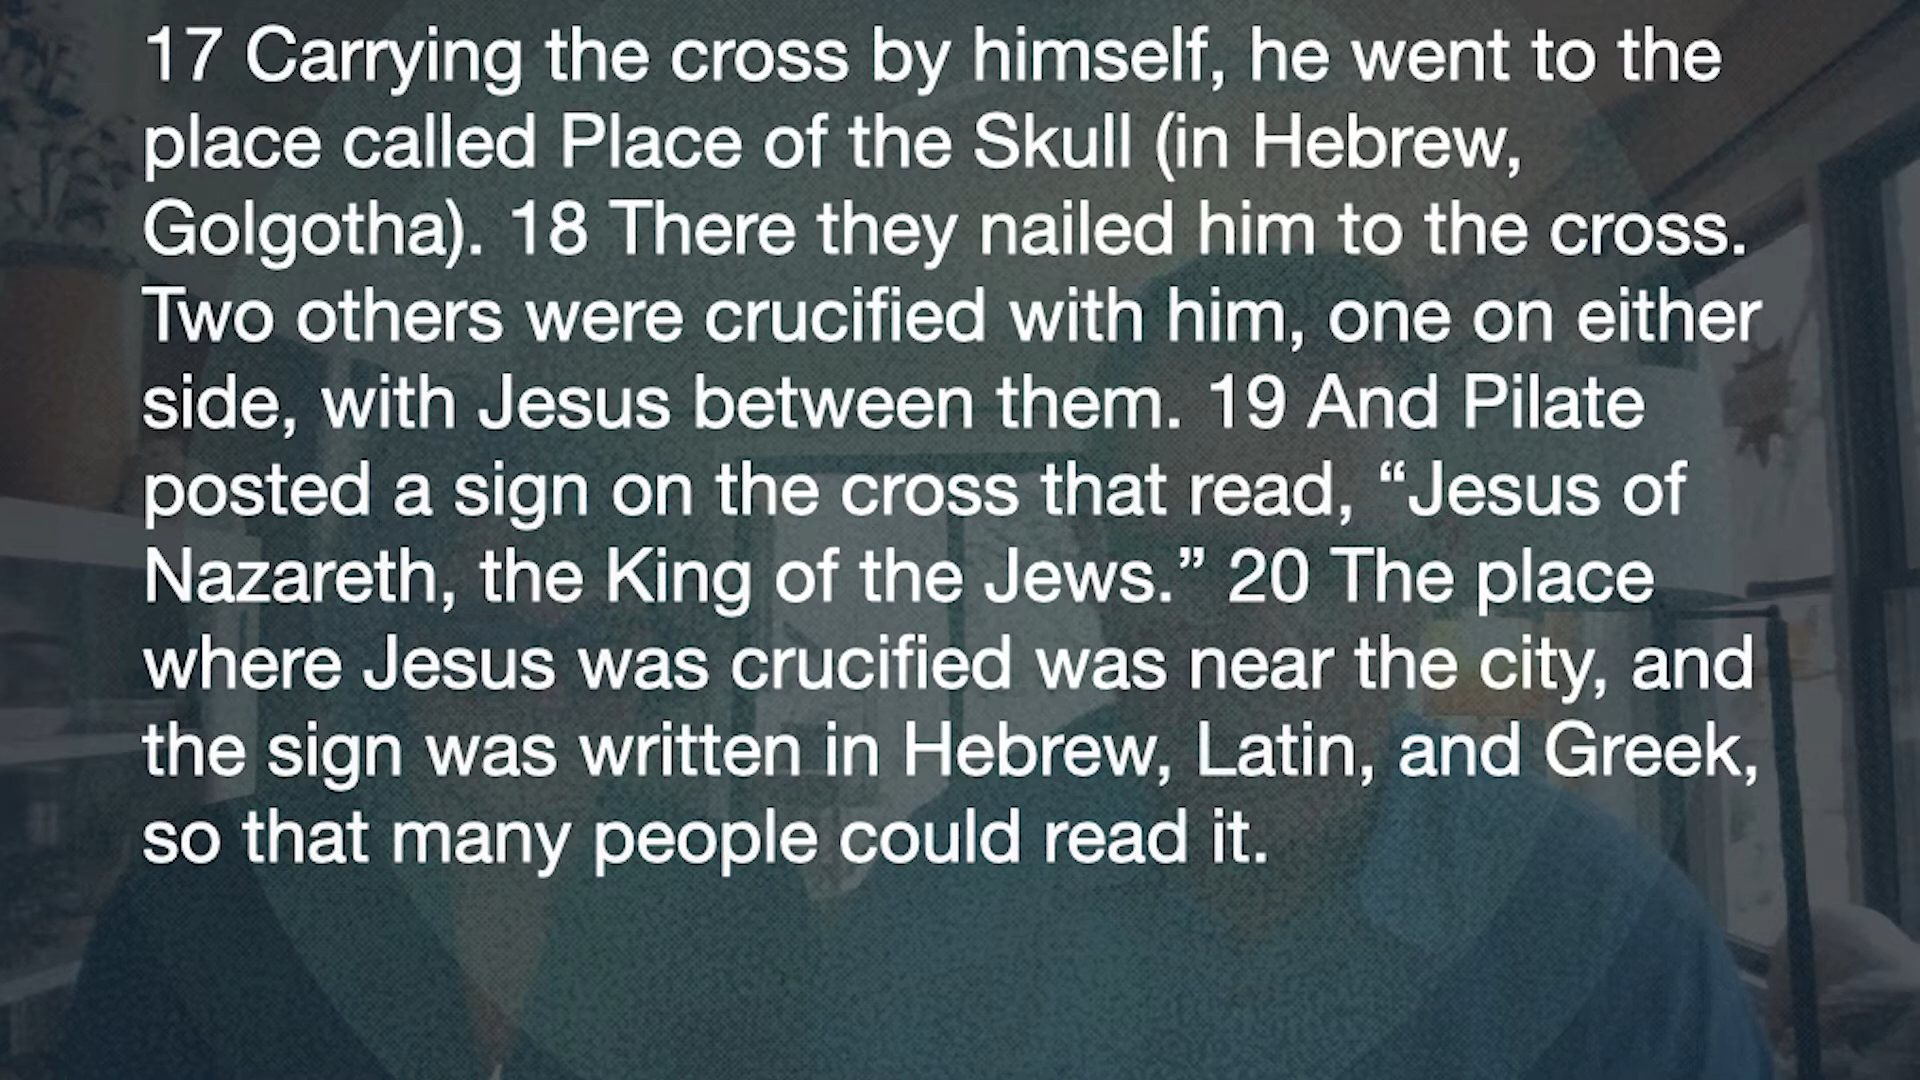 17 Carrying the cross by himself, he went to the
place called Place of the Skull (in Hebrew,
Golgotha). 18 There they nailed him to the cross.
Two others were crucified with him, one on either
side, with Jesus between them. 19 And Pilate
posted a sign on the cross that read, “Jesus of
Nazareth, the King of the Jews.” 20 The place
where Jesus was crucified was near the city, and
the sign was written in Hebrew, Latin, and Greek,
so that many people could read it.